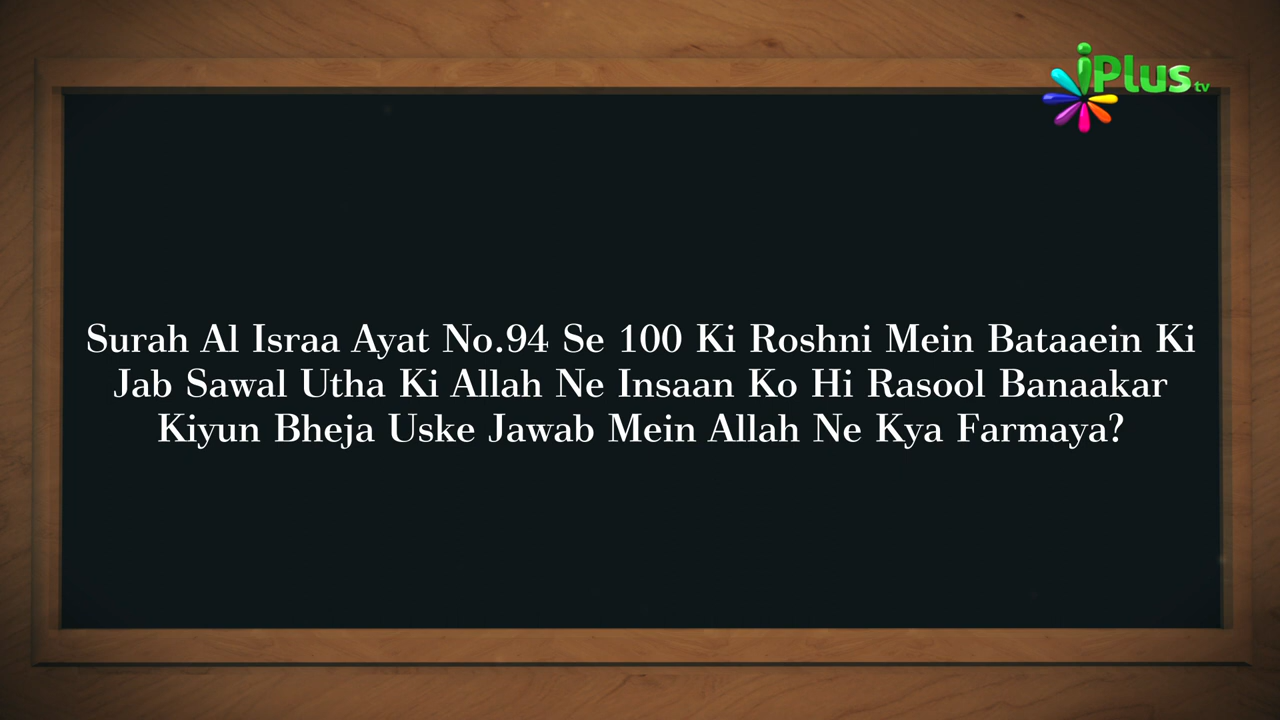 iPlus tv
Surah Al Israa Ayat No.94 Se 100 Ki Roshni Mein Bataaein Ki
Jab Sawal Utha Ki Allah Ne Insaan Ko Hi Rasool Banaakar
Kiyun Bheja Uske Jawab Mein Allah Ne Kya Farmaya?